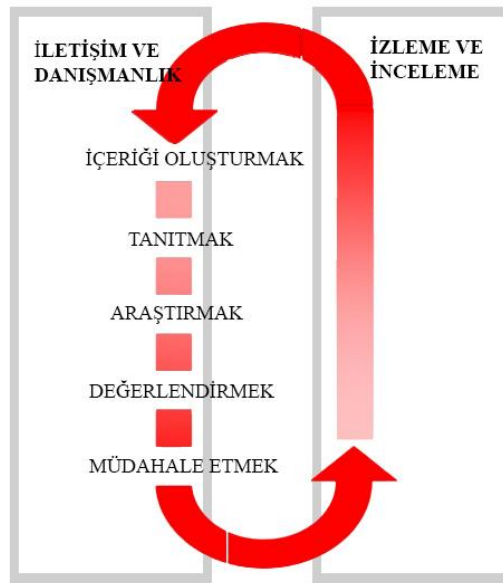 İLETİŞİM VE
DANIŞMANLIK
İZLEME VE
İNCELEME
İÇERİĞİ OLUŞTURMAK
TANITMAK
ARAŞTIRMAK
DEĞERLENDİRMEK
MÜDAHALE ETMEK